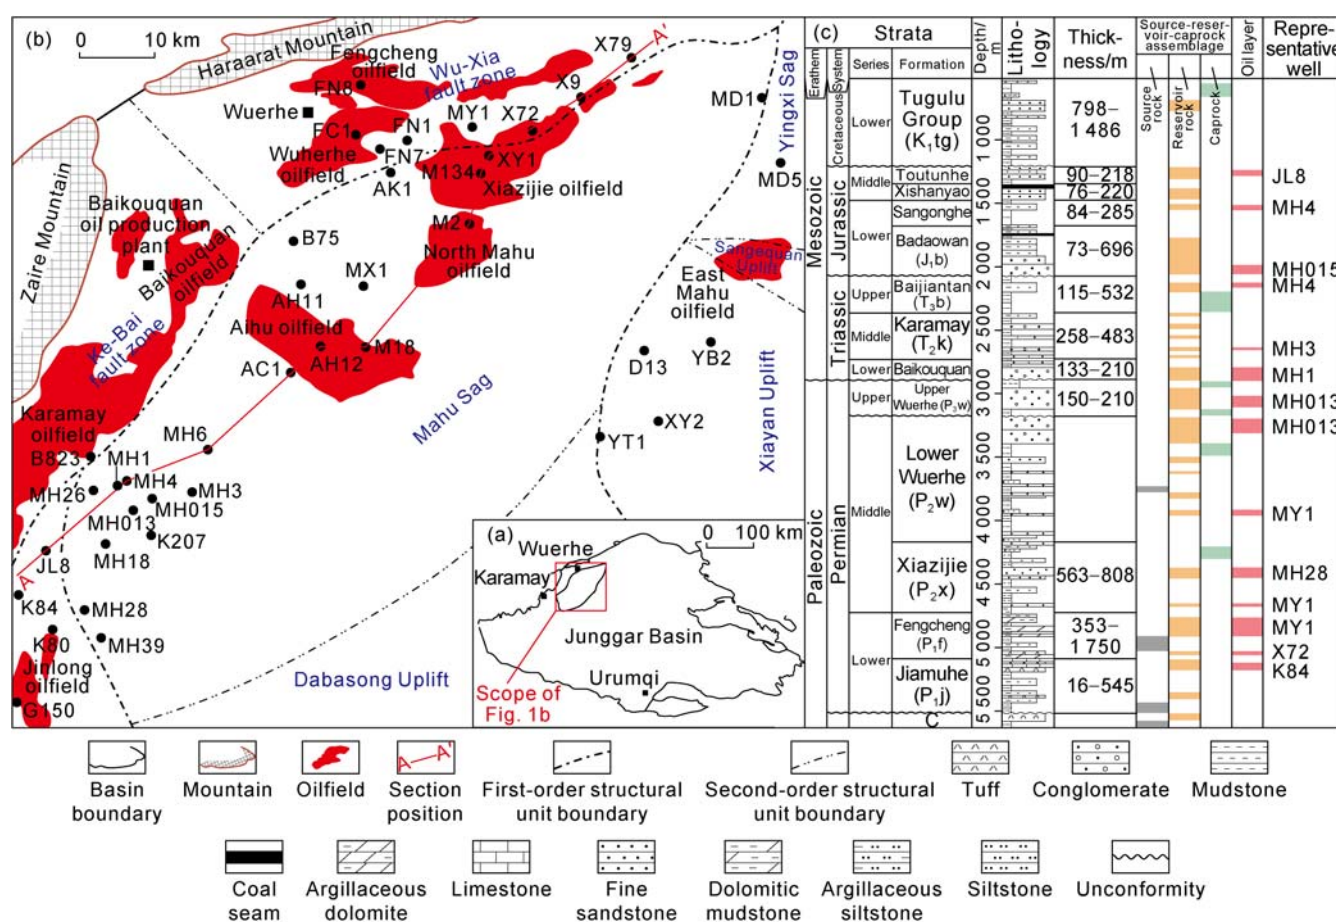 (b)
0 10 km
Haraarat Mountain
Zaire Mountain
Fengcheng
oilfield
FN8
Wu-Xia
fault zone
X79
A'
X9
Wuerhe
MY1
X72
FC1
FN1
Wuherhe
oilfield
FN7
AK1
XY1
M134
Xiazijie oilfield
MD1
Yingxi Sag
MD5
Baikouquan
oil production
plant
Baikouquan
oilfield
B75
M2
North Mahu
oilfield
MX1
AH11
Sangequan
Uplift
East
Mahu
oilfield
Ke-Bai
fault zone
Aihu oilfield
AH12
M18
AC1
D13
YB2
Mahu Sag
Xiayan Uplift
XY2
YT1
Karamay
oilfield
B823
MH6
MH1
MH4
MH26
MH3
MH015
MH013
K207
JL8
MH18
A
K84
MH28
K80
MH39
Jinlong
oilfield
G150
Dabasong Uplift
(a)
0 100 km
Wuerhe
Karamay
Junggar Basin
Urumqi
Scope of
Fig. 1b
(c)
Strata
Erathem
System
Series
Formation
Depth/
m
Litho-
logy
Thick-
ness/m
Source-reser-
voir-caprock
assemblage
Source
rock
Reservoir
rock
Caprock
Oil layer
Repre-
sentative
well
Mesozoic
Paleozoic
Cretaceous
Jurassic
Triassic
Permian
Lower
Tugulu
Group
(K₁tg)
798–
1 486
Middle
Toutunhe
90–218
Xishanyao
76–220
Lower
Sangonghe
84–285
Badaowan
(J₁b)
73–696
Upper
Baijiantan
(T₃b)
115–532
Middle
Karamay
(T₂k)
258–483
Lower
Baikouquan
133–210
Upper
Upper
Wuerhe (P₃w)
150–210
Middle
Lower
Wuerhe
(P₂w)
Xiazijie
(P₂x)
563–808
Lower
Fengcheng
(P₁f)
353–
1 750
Jiamuhe
(P₁j)
16–545
C
1 000
1 500
2 000
2 500
3 000
3 500
4 000
4 500
5 000
5 500
JL8
MH4
MH015
MH4
MH3
MH1
MH013
MH013
MY1
MH28
MY1
MY1
X72
K84
A—A'
Basin
boundary
Mountain
Oilfield
Section
position
First-order structural
unit boundary
Second-order structural
unit boundary
Tuff
Conglomerate
Mudstone
Coal
seam
Argillaceous
dolomite
Limestone
Fine
sandstone
Dolomitic
mudstone
Argillaceous
siltstone
Siltstone
Unconformity